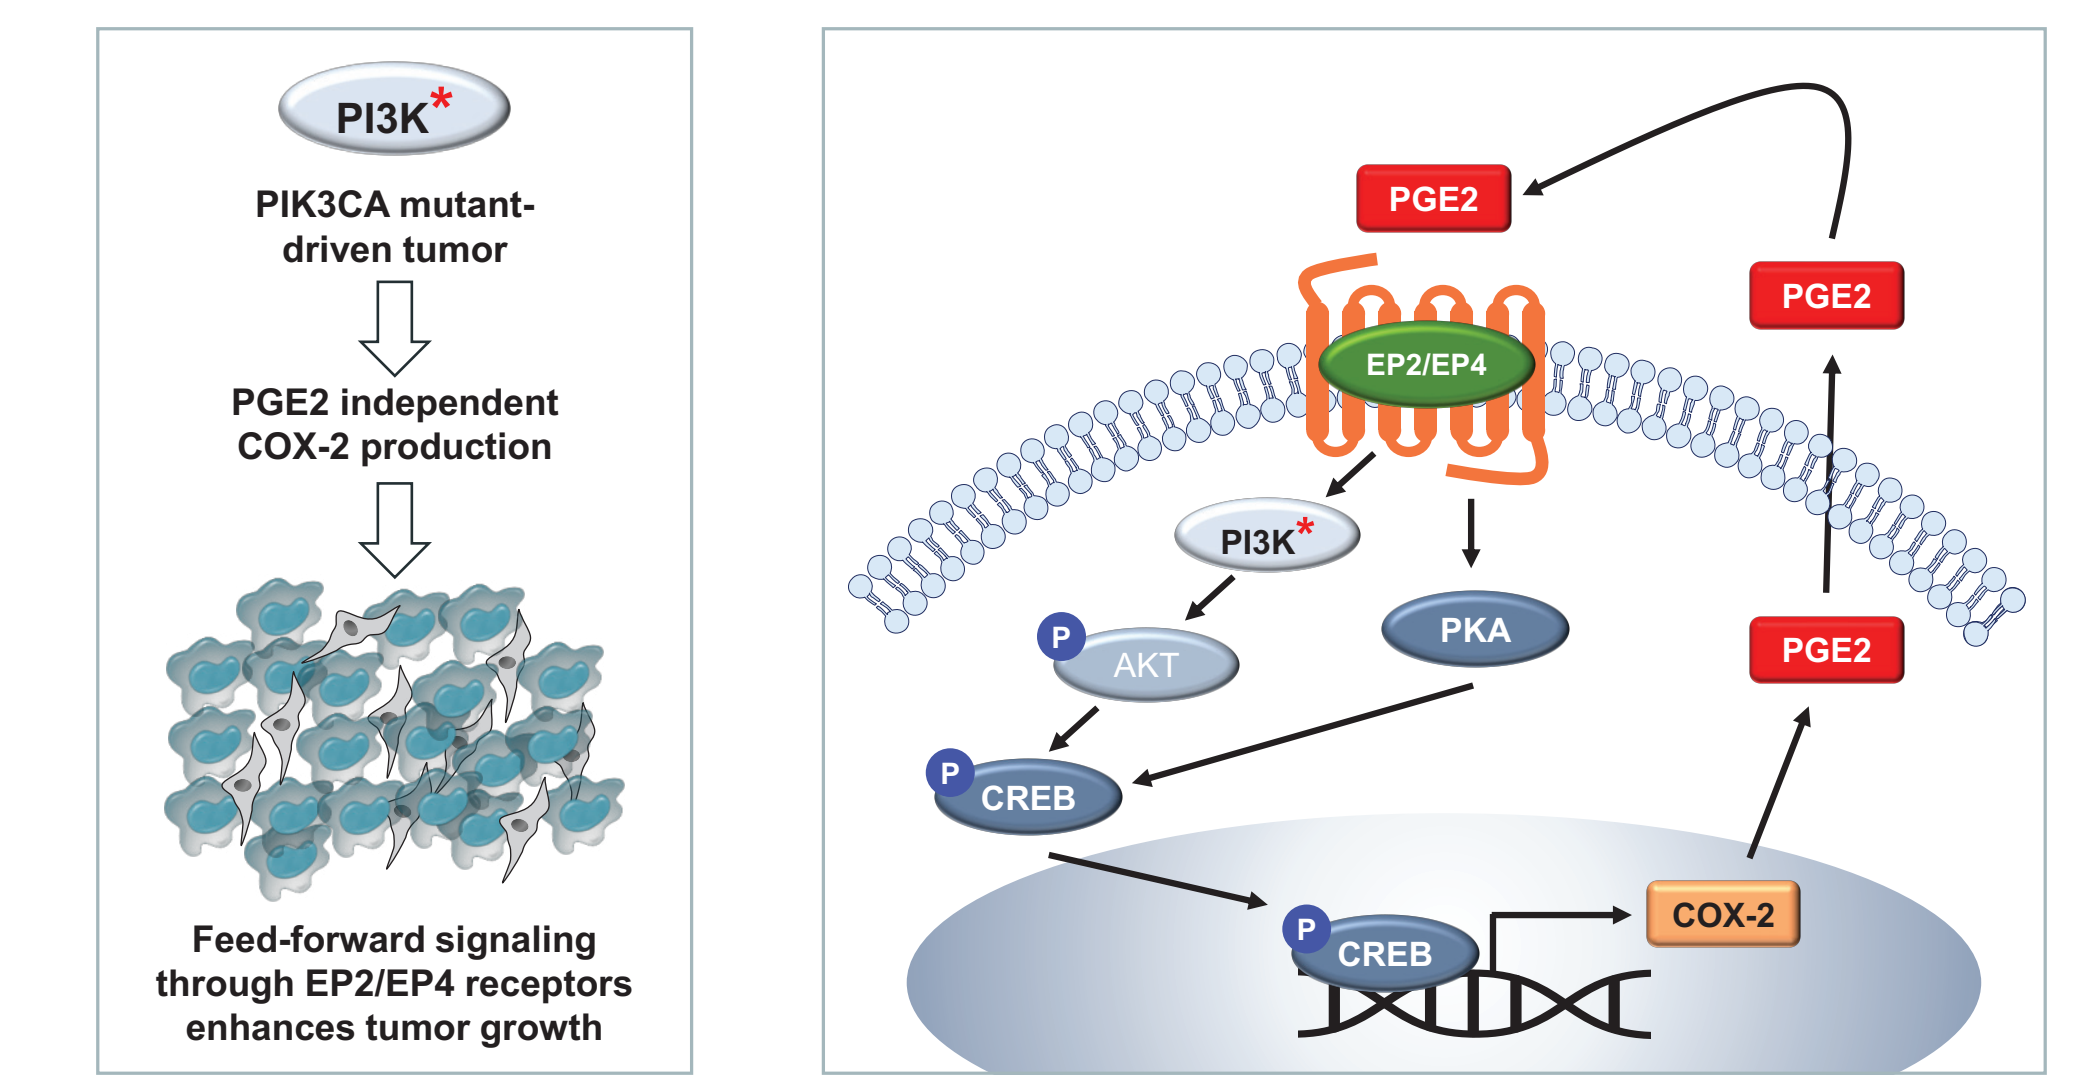 PI3K*
PIK3CA mutant-
driven tumor
PGE2 independent
COX-2 production
Feed-forward signaling
through EP2/EP4 receptors
enhances tumor growth
PGE2
PGE2
EP2/EP4
PI3K*
PKA
P
AKT
PGE2
P
CREB
P
CREB
COX-2